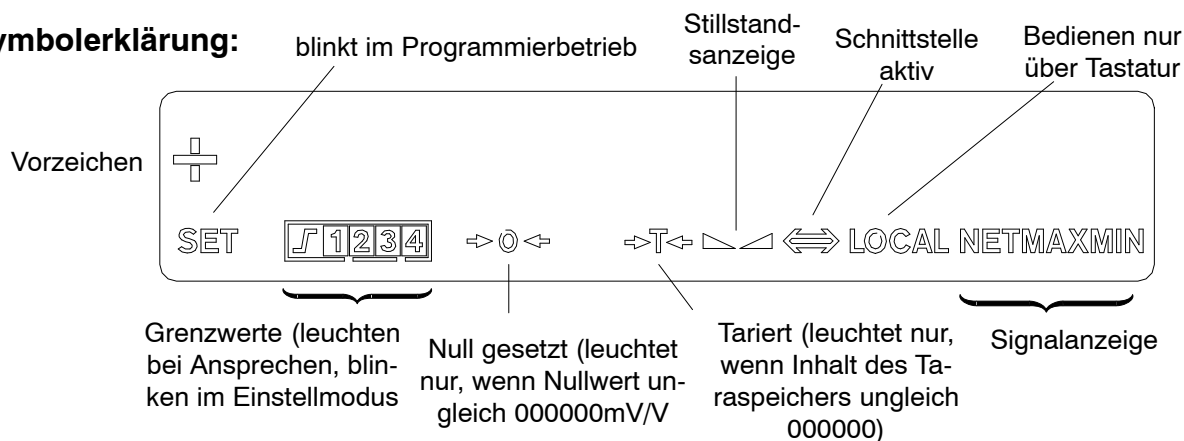 ymbolerklärung:
blinkt im Programmierbetrieb
Stillstand-
sanzeige
Schnittstelle
aktiv
Bedienen nur
über Tastatur
Vorzeichen
SET
1 2 3 4
0
T
LOCAL NETMAXMIN
Grenzwerte (leuchten
bei Ansprechen, blin-
ken im Einstellmodus
Null gesetzt (leuchtet
nur, wenn Nullwert un-
gleich 000000mV/V
Tariert (leuchtet nur,
wenn Inhalt des Ta-
raspeichers ungleich
000000)
Signalanzeige